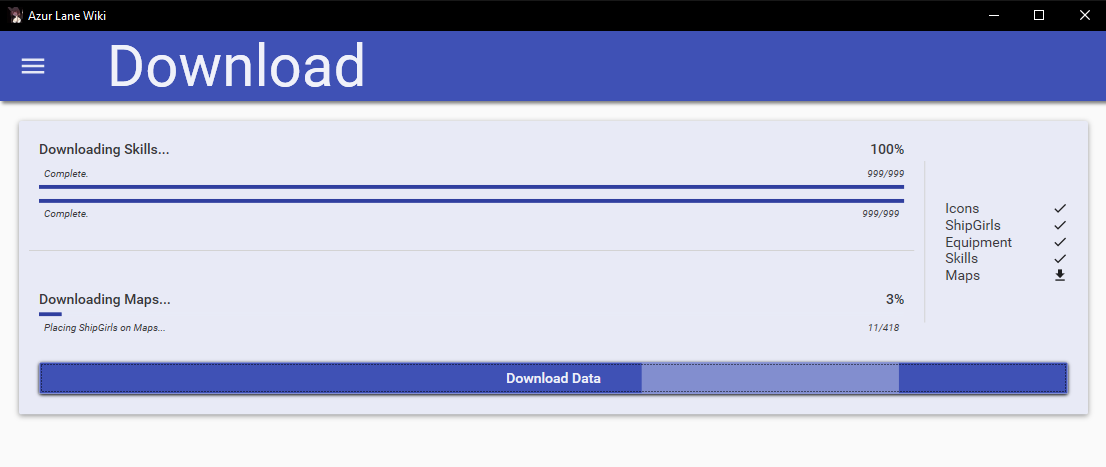 Azur Lane Wiki
Download
Downloading Skills... 100%
Complete. 999/999
Complete. 999/999
Icons
ShipGirls
Equipment
Skills
Maps
Downloading Maps... 3%
Placing ShipGirls on Maps... 11/418
Download Data